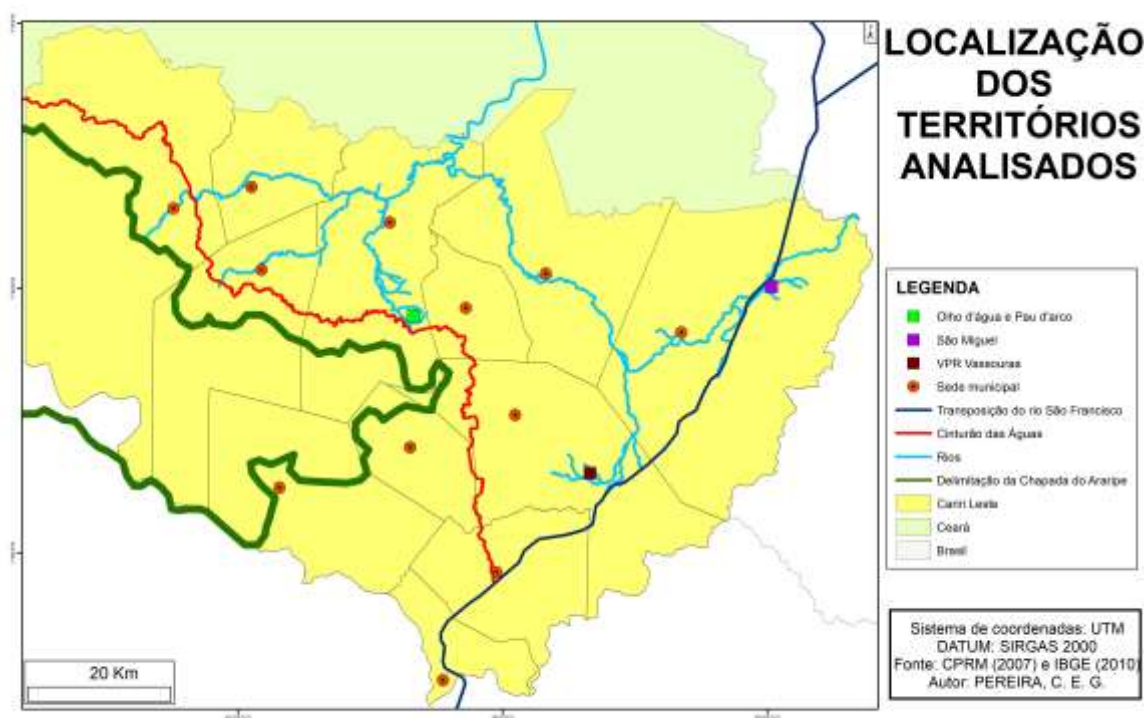 LOCALIZAÇÃO
DOS
TERRITÓRIOS
ANALISADOS
LEGENDA
Olho d'água e Pau d'arco
São Miguel
VPR Vassouras
Sede municipal
Transposição do rio São Francisco
Cinturão das Águas
Rios
Delimitação da Chapada do Araripe
Cariri Leste
Ceará
Brasil
20 Km
Sistema de coordenadas: UTM
DATUM: SIRGAS 2000
Fonte: CPRM (2007) e IBGE (2010)
Autor: PEREIRA, C. E. G.